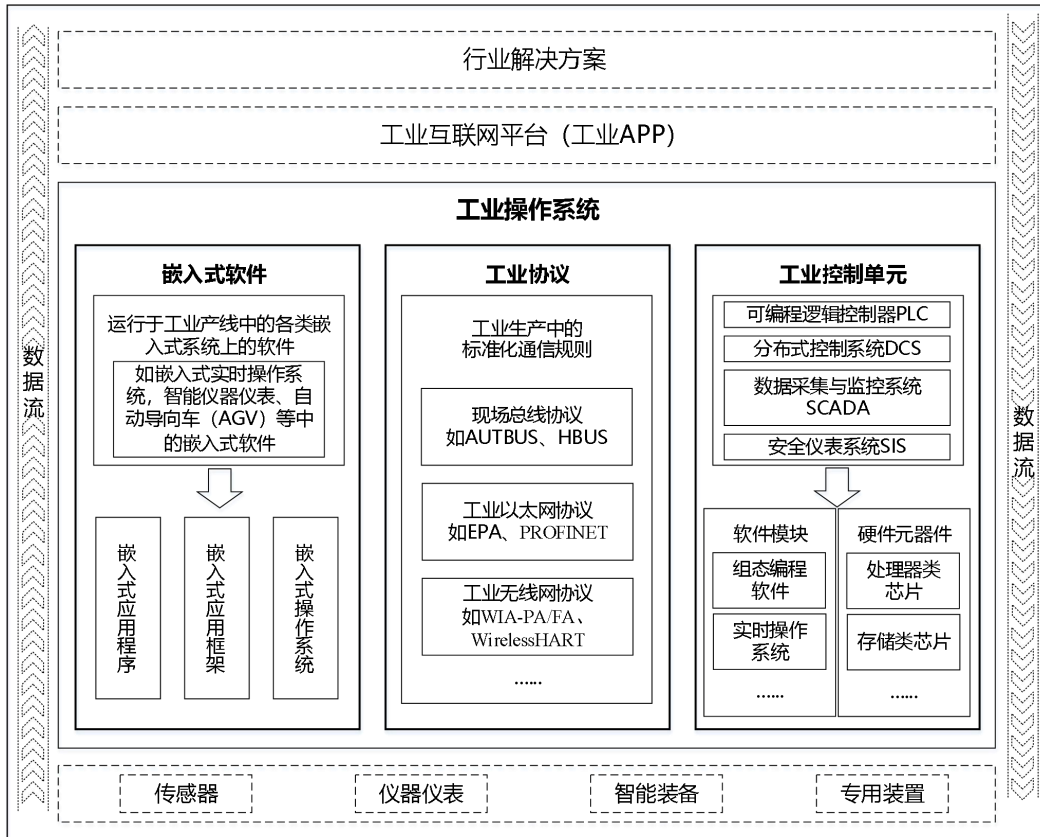 行业解决方案
工业互联网平台（工业APP）
工业操作系统
嵌入式软件
运行于工业产线中的各类嵌
入式系统上的软件
如嵌入式实时操作系
统，智能仪器仪表、自
动导向车（AGV）等中
的嵌入式软件
嵌入式应用程序
嵌入式应用框架
嵌入式操作系统
工业协议
工业生产中的
标准化通信规则
现场总线协议
如AUTBUS、HBUS
工业以太网协议
如EPA、PROFINET
工业无线网协议
如WIA-PA/FA、
WirelessHART
……
工业控制单元
可编程逻辑控制器PLC
分布式控制系统DCS
数据采集与监控系统
SCADA
安全仪表系统SIS
软件模块
组态编程
软件
实时操作
系统
……
硬件元器件
处理器类
芯片
存储类芯片
……
传感器
仪器仪表
智能装备
专用装置
数据流
数据流